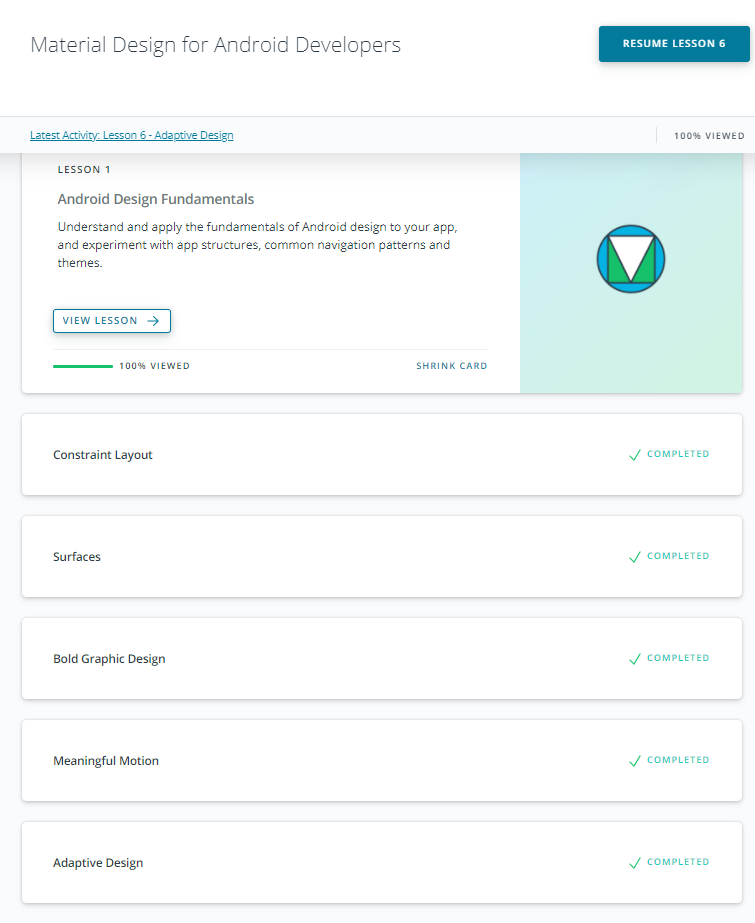 Material Design for Android Developers
RESUME LESSON 6
Latest Activity: Lesson 6 - Adaptive Design
100% VIEWED
LESSON 1
Android Design Fundamentals
Understand and apply the fundamentals of Android design to your app,
and experiment with app structures, common navigation patterns and
themes.
VIEW LESSON
100% VIEWED
SHRINK CARD
Constraint Layout
COMPLETED
Surfaces
COMPLETED
Bold Graphic Design
COMPLETED
Meaningful Motion
COMPLETED
Adaptive Design
COMPLETED